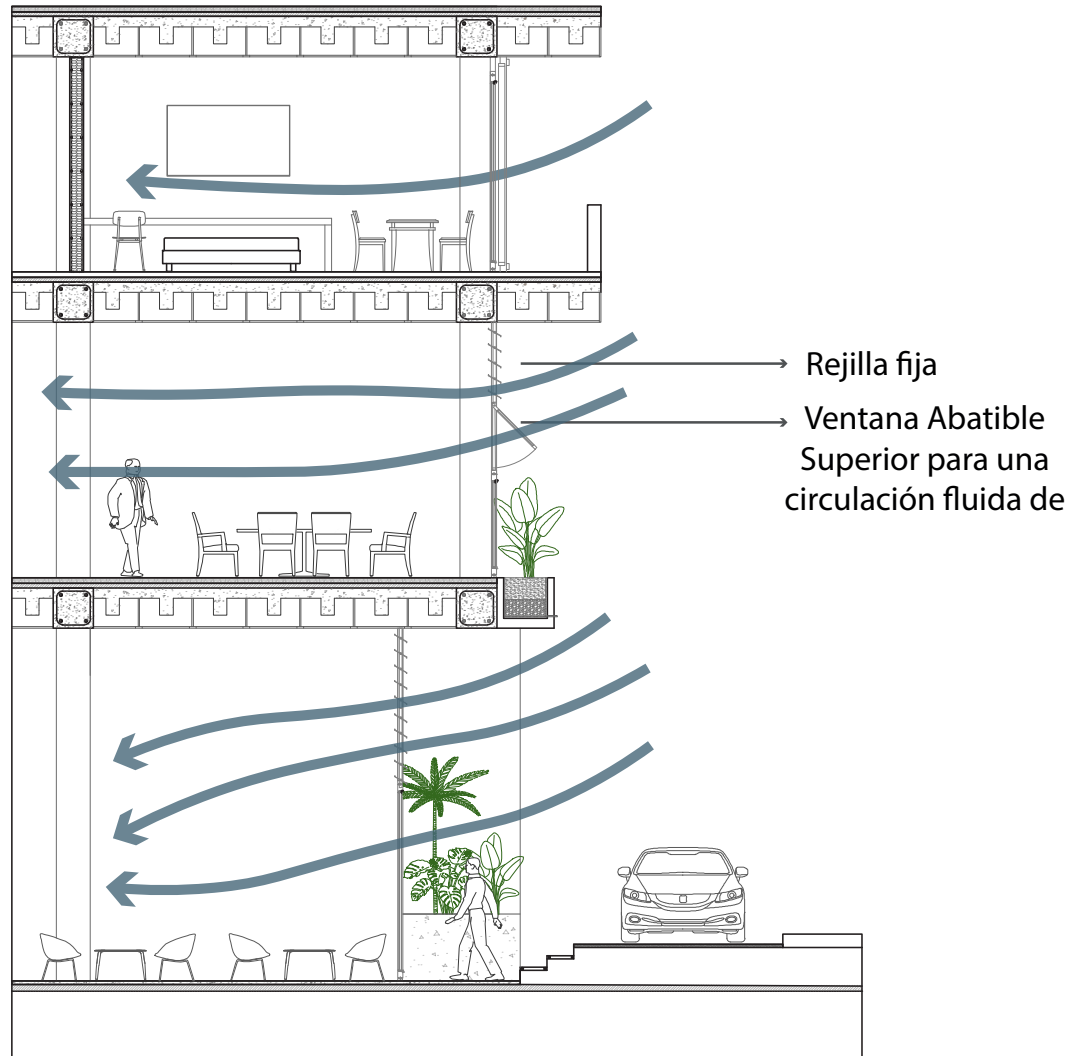 Rejilla fija
Ventana Abatible
Superior para una
circulación fluida de